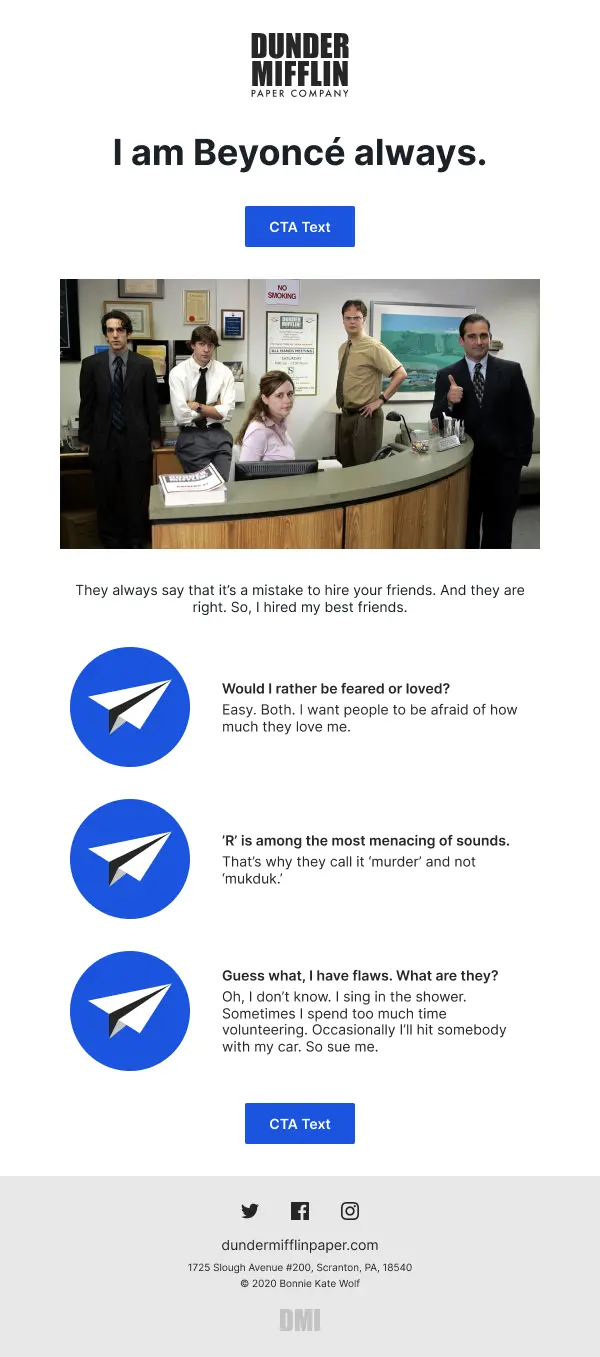 DUNDER
MIFFLIN
PAPER COMPANY
I am Beyoncé always.
CTA Text
NO
SMOKING
DUNDER
MIFFLIN
ALL HANDS MEETING
SATURDAY
They always say that it’s a mistake to hire your friends. And they are
right. So, I hired my best friends.
Would I rather be feared or loved?
Easy. Both. I want people to be afraid of how
much they love me.
’R’ is among the most menacing of sounds.
That’s why they call it ‘murder’ and not
‘mukduk.’
Guess what, I have flaws. What are they?
Oh, I don’t know. I sing in the shower.
Sometimes I spend too much time
volunteering. Occasionally I’ll hit somebody
with my car. So sue me.
CTA Text
dundermifflinpaper.com
1725 Slough Avenue #200, Scranton, PA, 18540
© 2020 Bonnie Kate Wolf
DMI